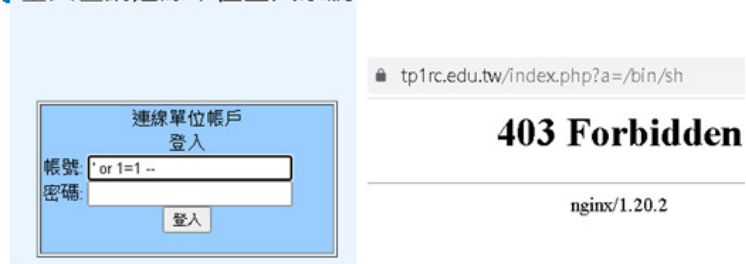 連線單位帳戶
登入
帳號: ' or 1=1 --
密碼:
登入
tp1rc.edu.tw/index.php?a=/bin/sh
403 Forbidden
nginx/1.20.2